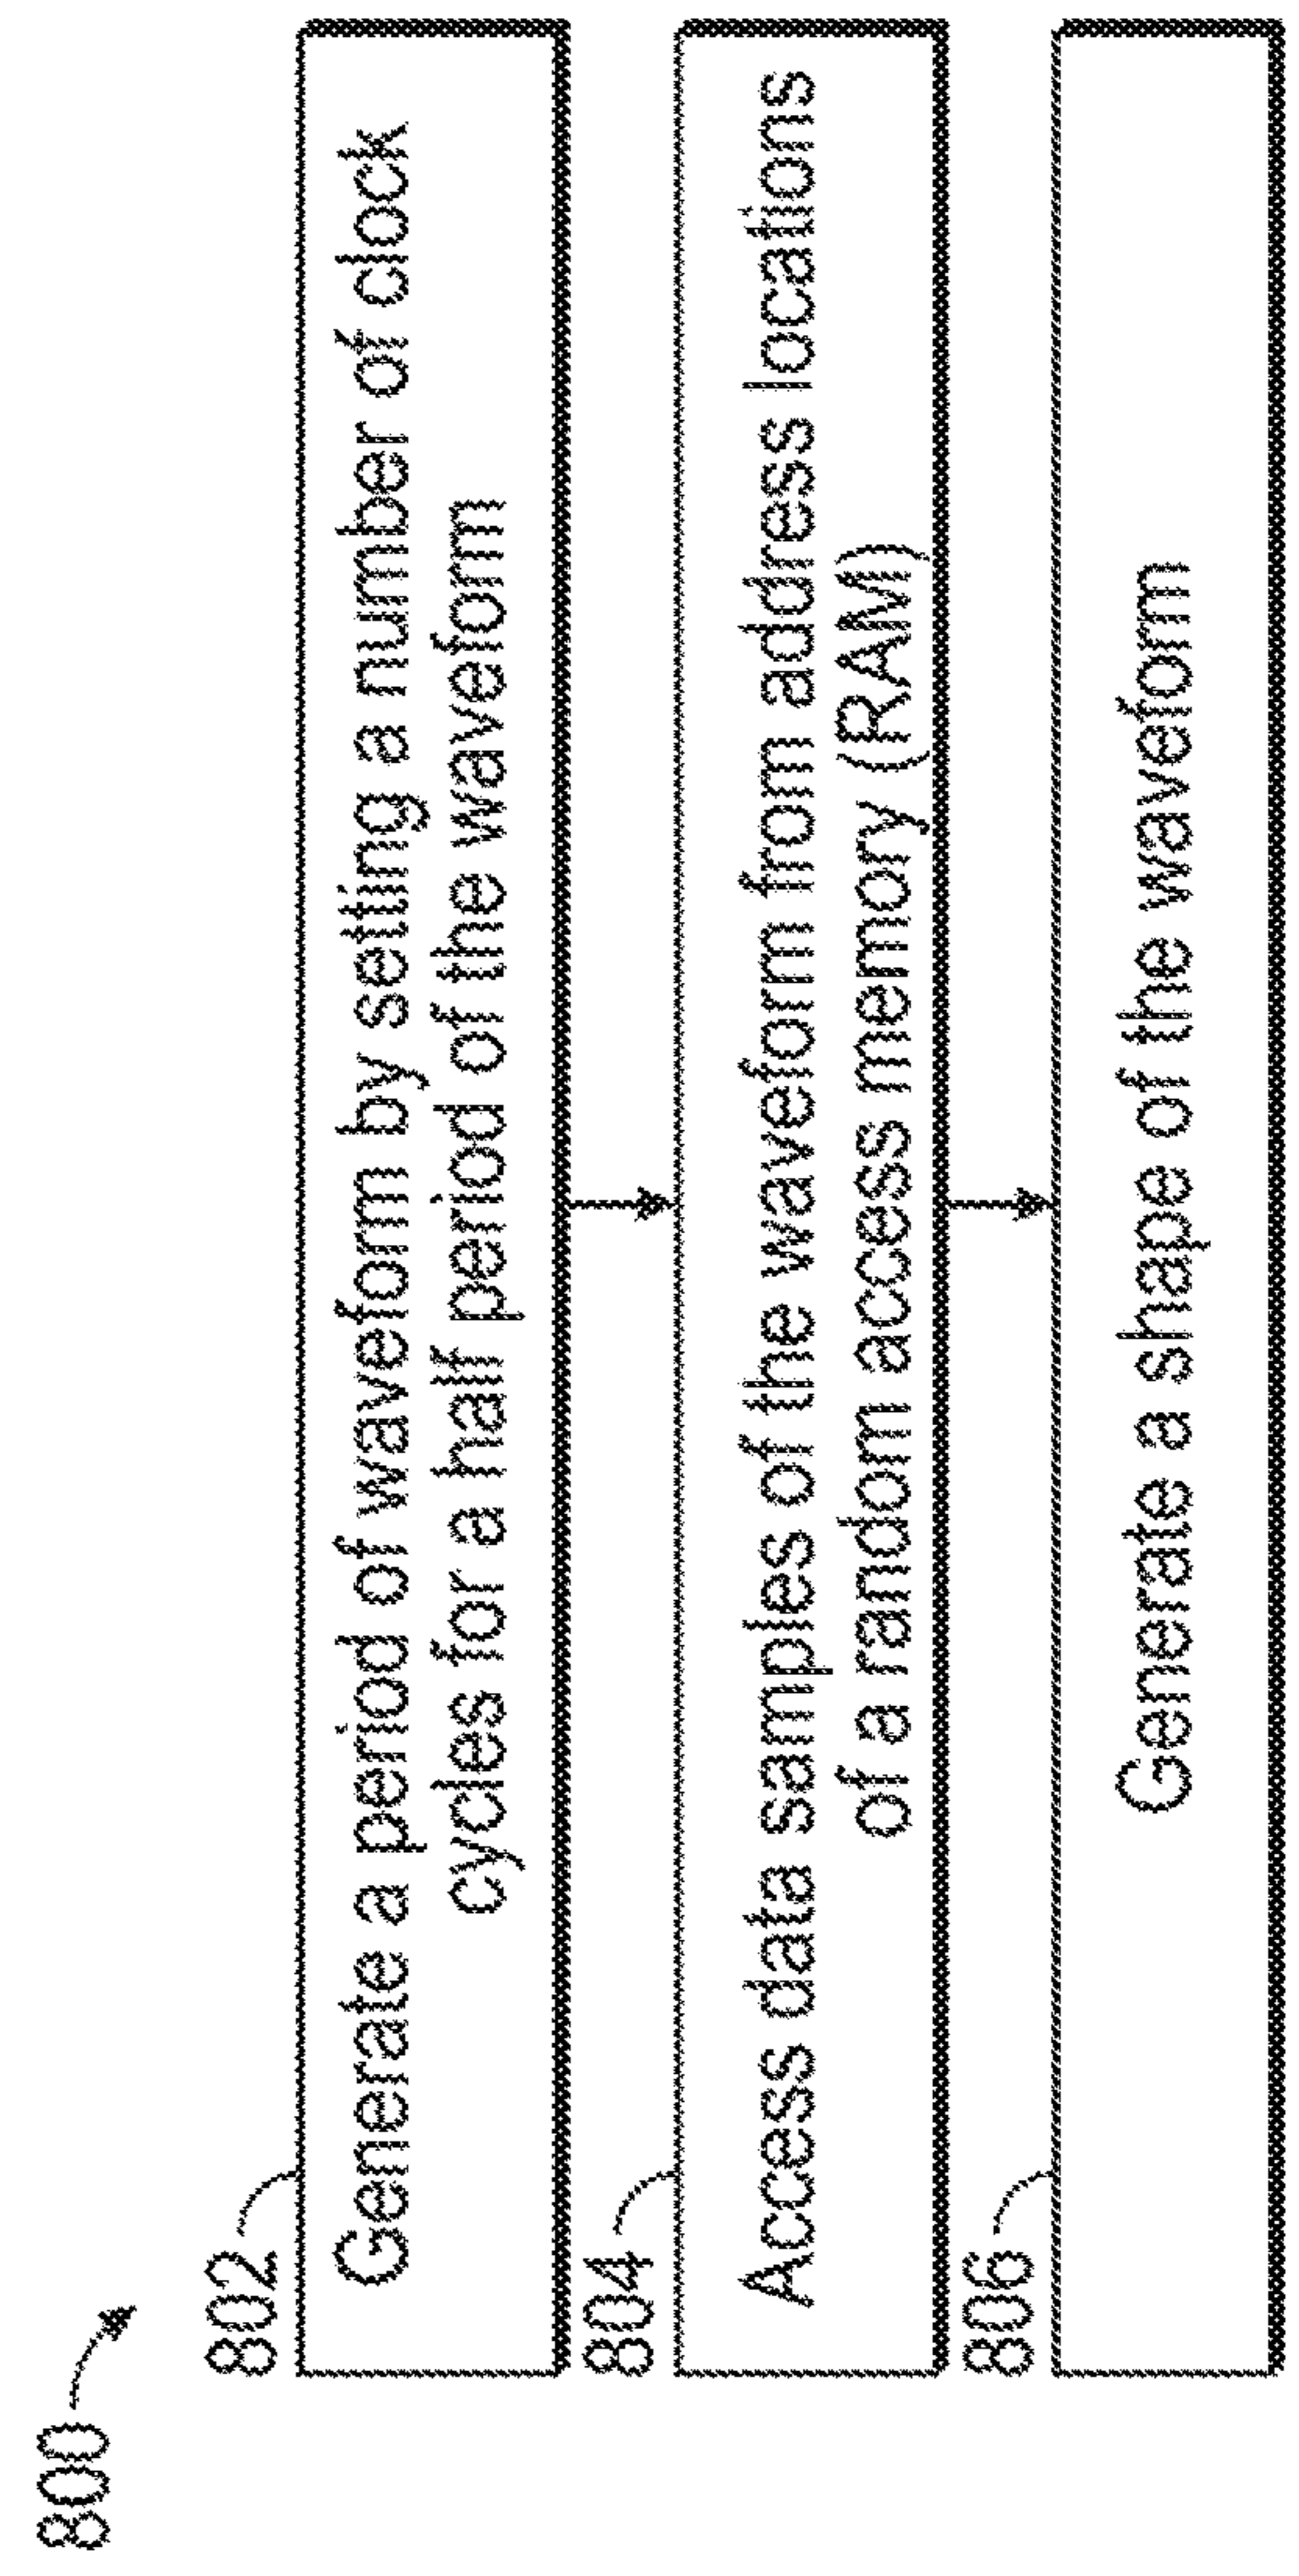 800
802
Generate a period of waveform by setting a number of clock
cycles for a half period of the waveform
804
Access data samples of the waveform from address locations
of a random access memory (RAM)
806
Generate a shape of the waveform